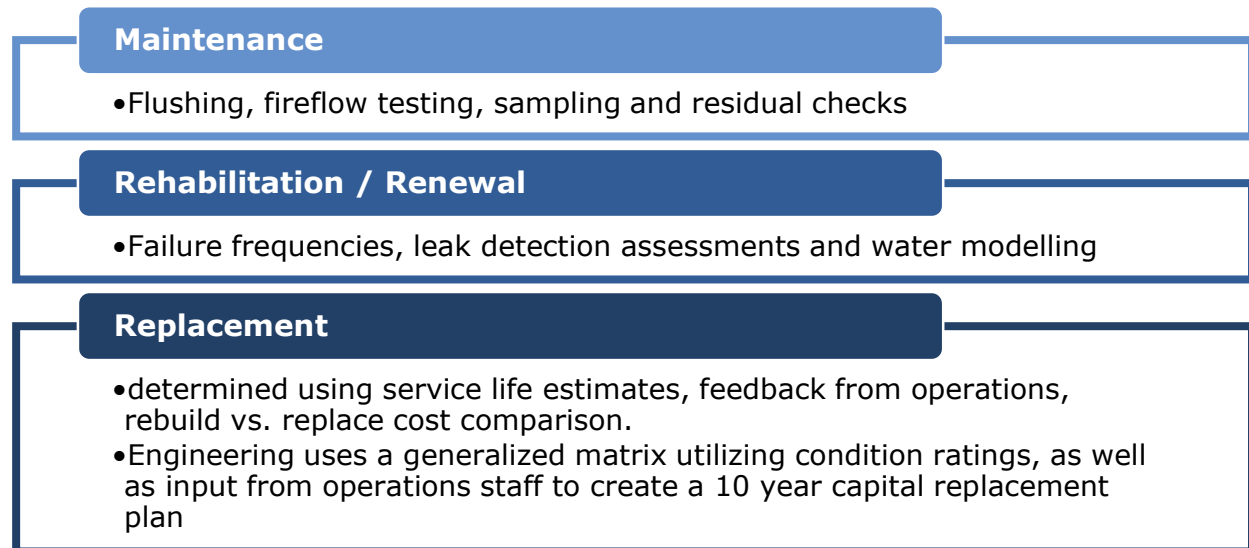 Maintenance
•Flushing, fireflow testing, sampling and residual checks
Rehabilitation / Renewal
•Failure frequencies, leak detection assessments and water modelling
Replacement
•determined using service life estimates, feedback from operations,
rebuild vs. replace cost comparison.
•Engineering uses a generalized matrix utilizing condition ratings, as well
as input from operations staff to create a 10 year capital replacement
plan